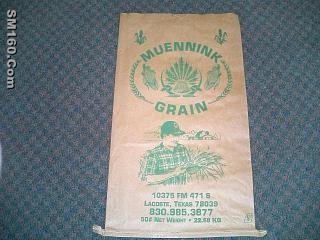 SM160.Com
MUENNINK
GRAIN
10375 FM 471 S
LACOSTE, TEXAS 78039
830.985.3877
50# NET WEIGHT • 22.68 KG